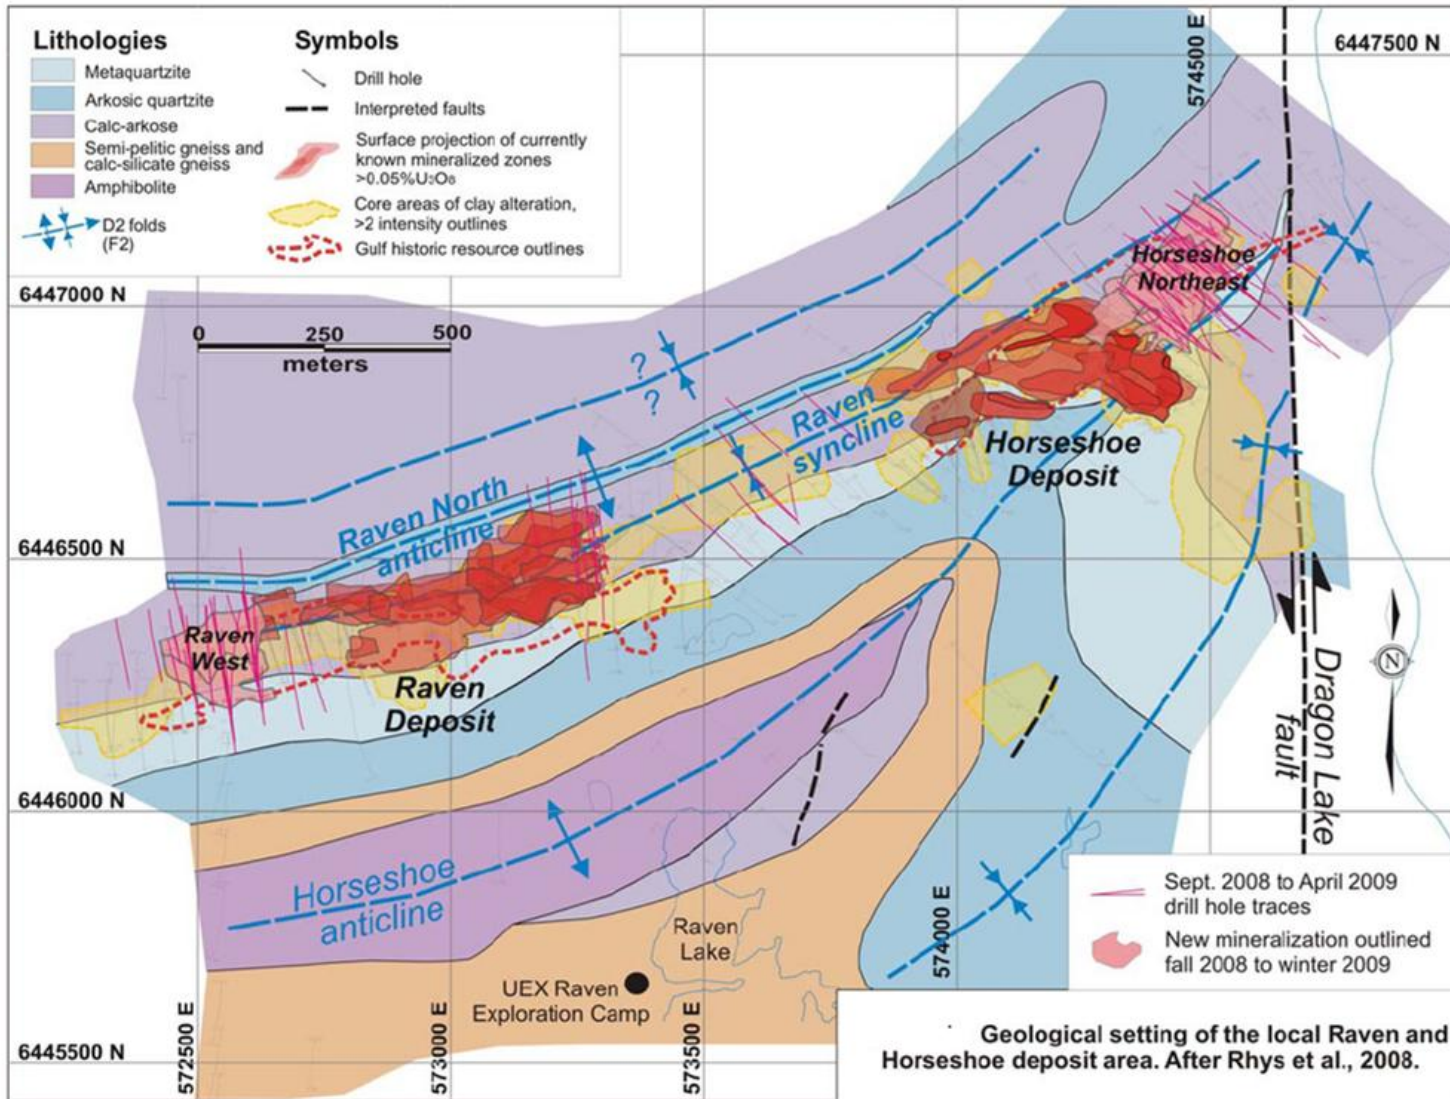 Lithologies
Metaquartzite
Arkosic quartzite
Calc-arkose
Semi-pelitic gneiss and
calc-silicate gneiss
Amphibolite
D2 folds
(F2)
Symbols
Drill hole
Interpreted faults
Surface projection of currently
known mineralized zones
>0.05%U₃O₈
Core areas of clay alteration,
>2 intensity outlines
Gulf historic resource outlines
574500 E
6447500 N
6447000 N
0 250 500
meters
?
?
Horseshoe
Northeast
Raven
syncline
Horseshoe
Deposit
Raven North
anticline
6446500 N
Raven
West
Raven
Deposit
N
Dragon Lake
fault
6446000 N
Horseshoe
anticline
Raven
Lake
UEX Raven
Exploration Camp
574000 E
Sept. 2008 to April 2009
drill hole traces
New mineralization outlined
fall 2008 to winter 2009
6445500 N
572500 E
573000 E
573500 E
Geological setting of the local Raven and
Horseshoe deposit area. After Rhys et al., 2008.